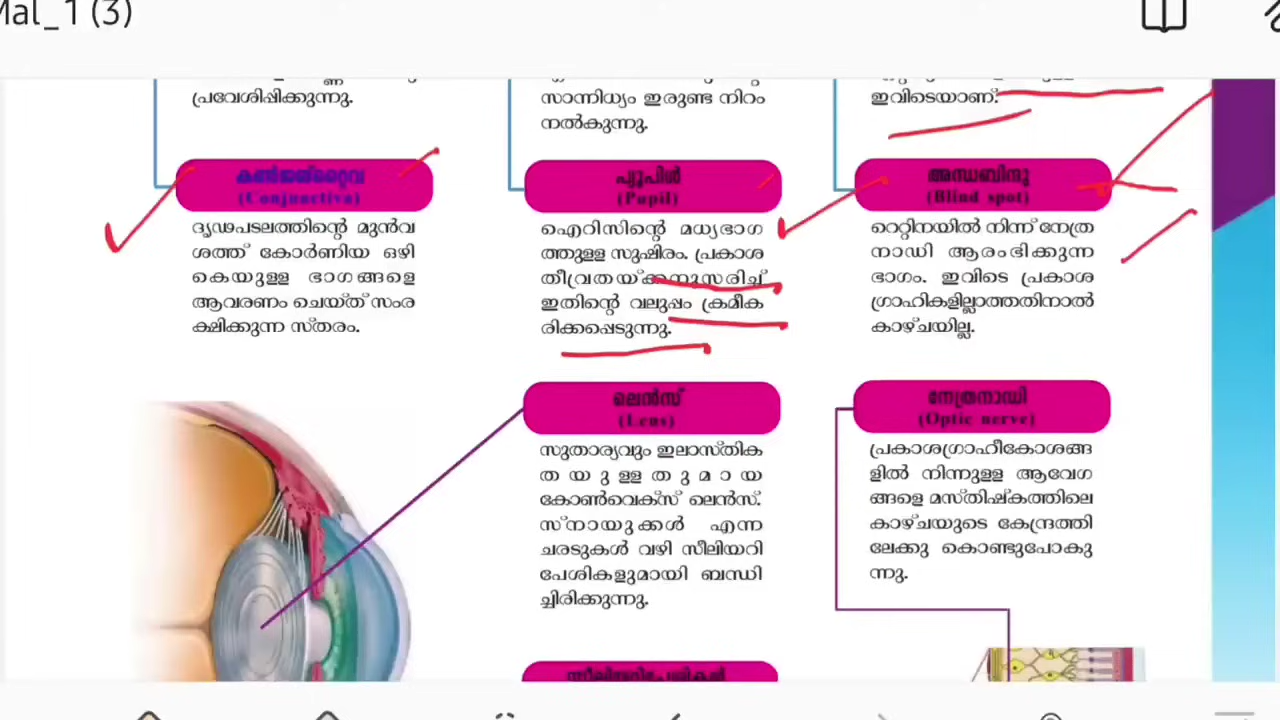 Mal_1 (3)
പ്രവേശിപ്പിക്കുന്നു.
സാന്നിധ്യം ഇരുണ്ട നിറം
നൽകുന്നു.
ഇവിടെയാണ്.
കൺജങ്റ്റൈവ
(Conjunctiva)
ദൃഢപടലത്തിന്റെ മുൻവ
ശത്ത് കോർണിയ ഒഴി
കെയുള്ള ഭാഗങ്ങളെ
ആവരണം ചെയ്ത് സംര
ക്ഷിക്കുന്ന സ്തരം.
പ്യൂപിൾ
(Pupil)
ഐറിസിന്റെ മധ്യഭാഗ
ത്തുള്ള സുഷിരം. പ്രകാശ
തീവ്രതയ്ക്കനുസരിച്ച്
ഇതിന്റെ വലുപ്പം ക്രമീക
രിക്കപ്പെടുന്നു.
അന്ധബിന്ദു
(Blind spot)
റെറ്റിനയിൽ നിന്ന് നേത്ര
നാഡി ആരംഭിക്കുന്ന
ഭാഗം. ഇവിടെ പ്രകാശ
ഗ്രാഹികളില്ലാത്തതിനാൽ
കാഴ്ചയില്ല.
ലെൻസ്
(Lens)
സുതാര്യവും ഇലാസ്തിക
തയുള്ളതുമായ
കോൺവെക്സ് ലെൻസ്.
സ്നായുക്കൾ എന്ന
ചരടുകൾ വഴി സീലിയറി
പേശികളുമായി ബന്ധി
ച്ചിരിക്കുന്നു.
നേത്രനാഡി
(Optic nerve)
പ്രകാശഗ്രാഹീകോശങ്ങ
ളിൽ നിന്നുള്ള ആവേഗ
ങ്ങളെ മസ്തിഷ്കത്തിലെ
കാഴ്ചയുടെ കേന്ദ്രത്തി
ലേക്കു കൊണ്ടുപോകു
ന്നു.